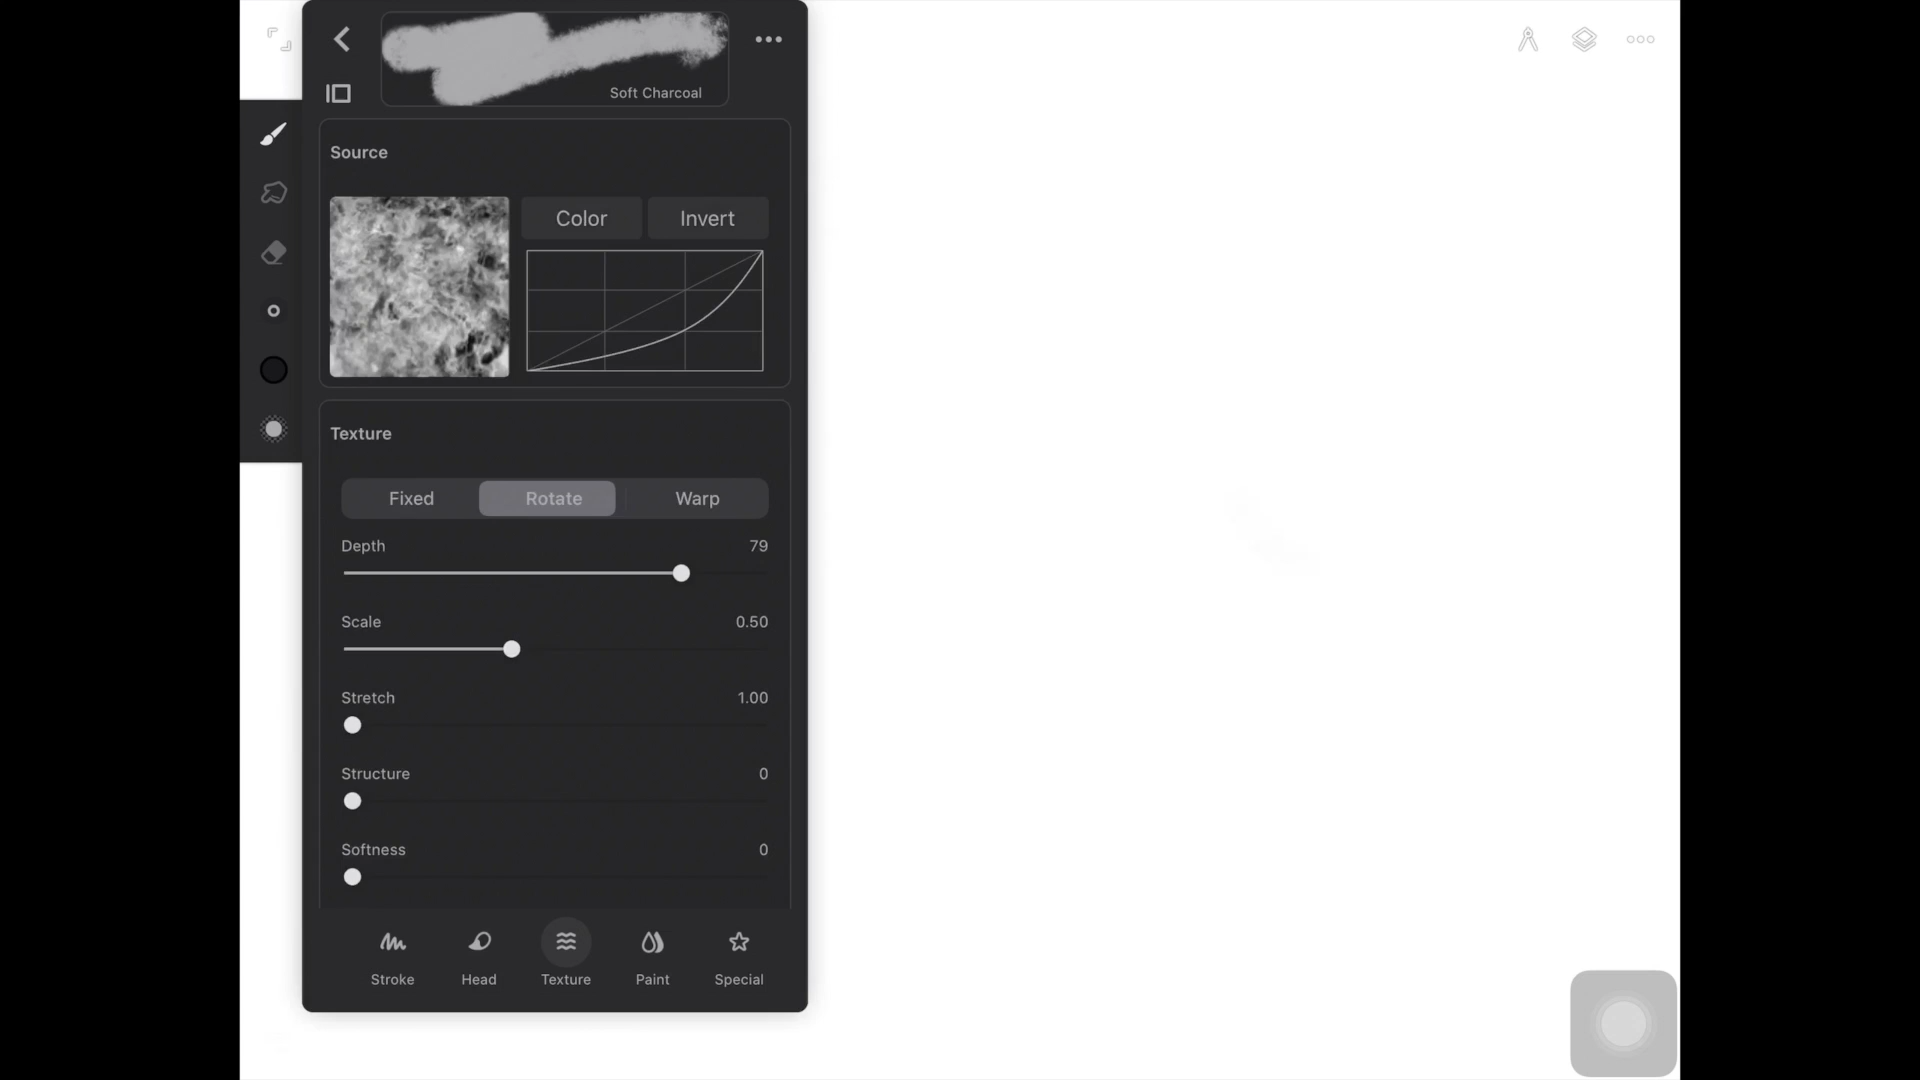 Soft Charcoal
Source
Color Invert
Texture
Fixed Rotate Warp
Depth 79
Scale 0.50
Stretch 1.00
Structure 0
Softness 0
Stroke Head Texture Paint Special